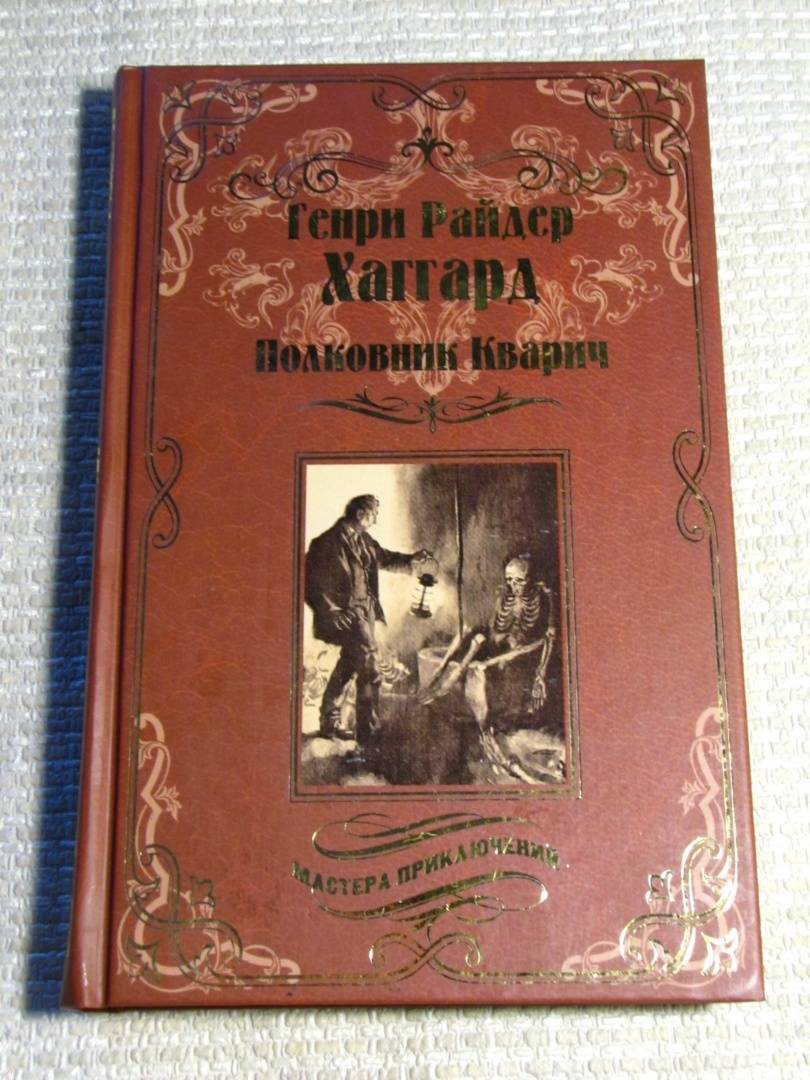 Генри Райдер
Хаггард
Полковник Кварич
МАСТЕРА ПРИКЛЮЧЕНИЙ